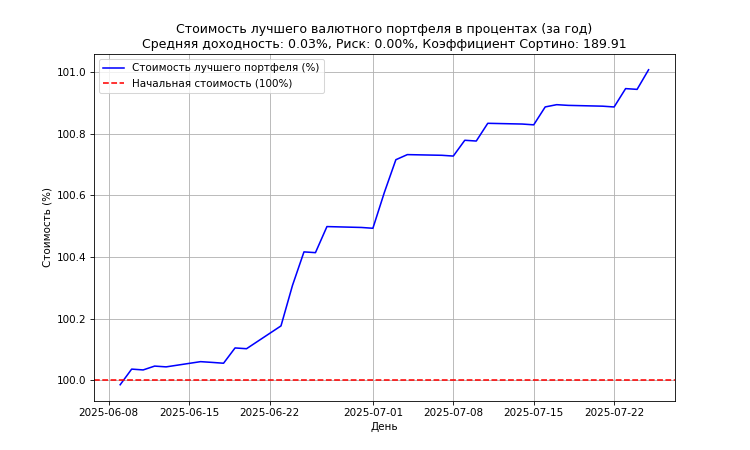 Стоимость лучшего валютного портфеля в процентах (за год)
Средняя доходность: 0.03%, Риск: 0.00%, Коэффициент Сортино: 189.91
Стоимость лучшего портфеля (%)
Начальная стоимость (100%)
Стоимость (%)
101.0
100.8
100.6
100.4
100.2
100.0
2025-06-08 2025-06-15 2025-06-22 2025-07-01 2025-07-08 2025-07-15 2025-07-22
День